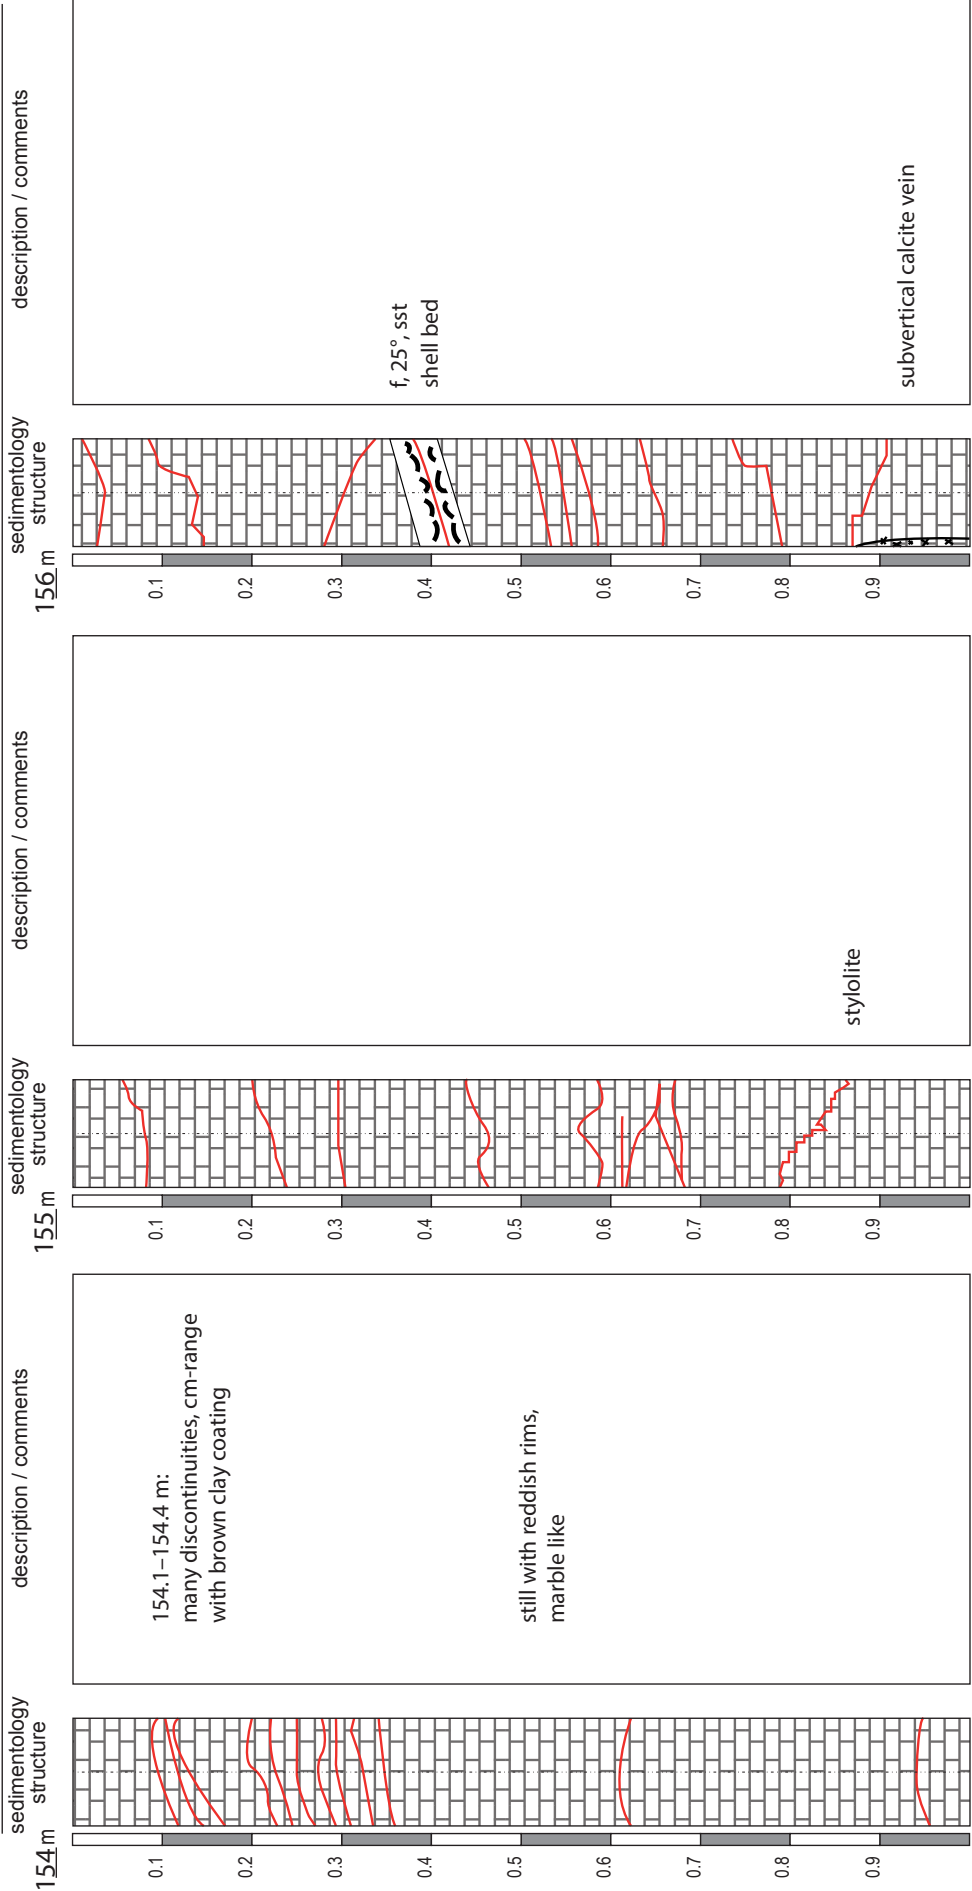 154 m
sedimentology
structure
description / comments
0.1
0.2
0.3
0.4
0.5
0.6
0.7
0.8
0.9
154.1–154.4 m:
many discontinuities, cm-range
with brown clay coating
still with reddish rims,
marble like
155 m
sedimentology
structure
description / comments
0.1
0.2
0.3
0.4
0.5
0.6
0.7
0.8
0.9
stylolite
156 m
sedimentology
structure
description / comments
0.1
0.2
0.3
0.4
0.5
0.6
0.7
0.8
0.9
f, 25°, sst
shell bed
subvertical calcite vein